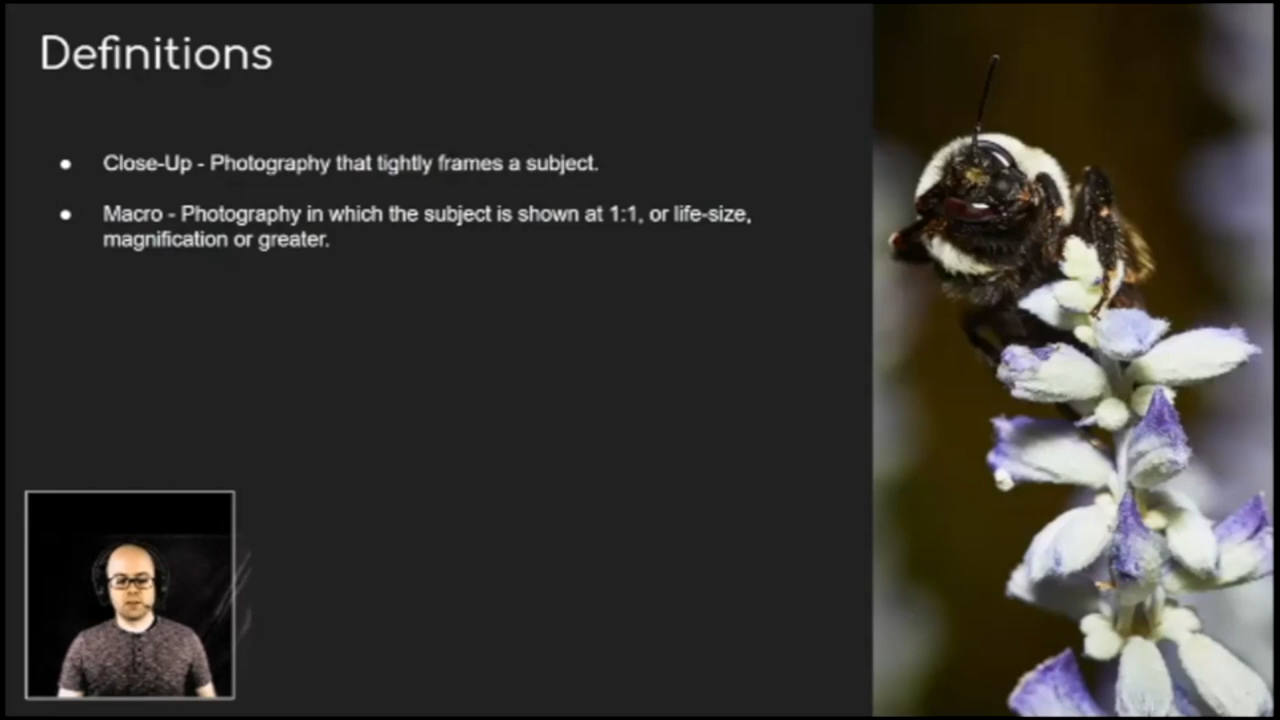 Definitions
● Close-Up - Photography that tightly frames a subject.
● Macro - Photography in which the subject is shown at 1:1, or life-size,
magnification or greater.